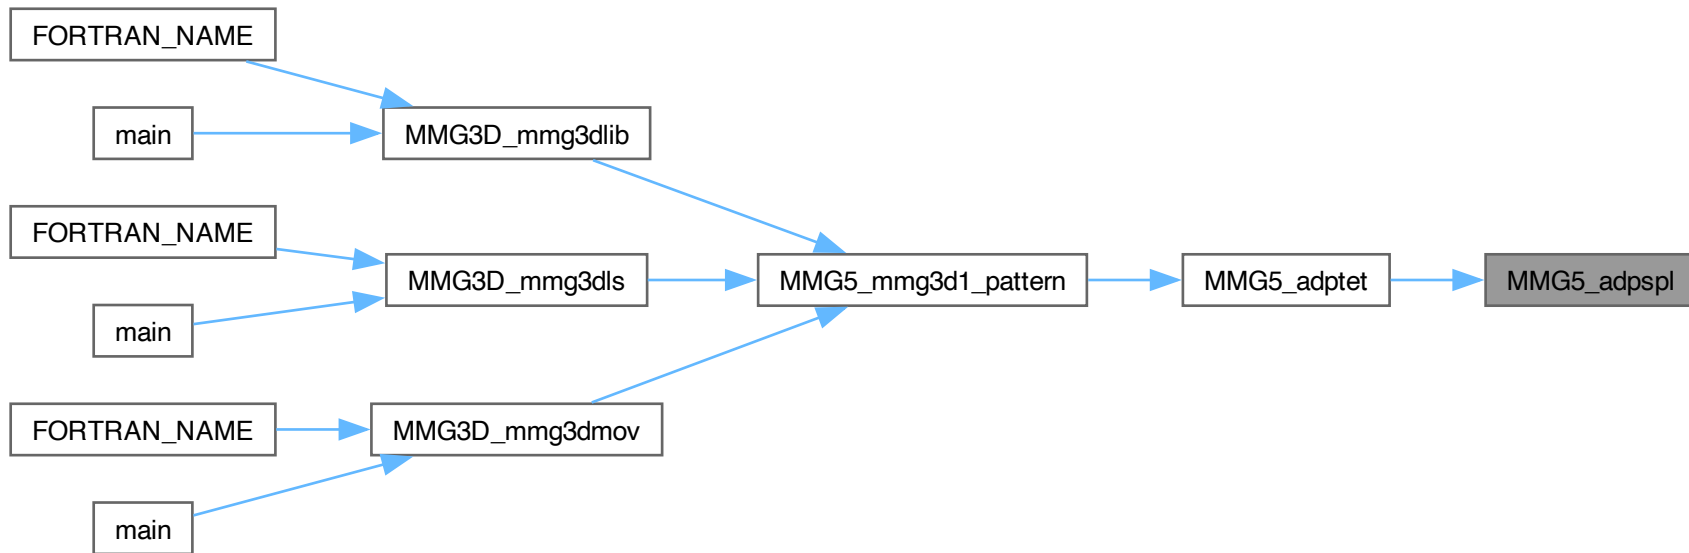 FORTRAN_NAME
main
MMG3D_mmg3dlib
FORTRAN_NAME
main
MMG3D_mmg3dls
MMG5_mmg3d1_pattern
MMG5_adptet
MMG5_adpspl
FORTRAN_NAME
main
MMG3D_mmg3dmov